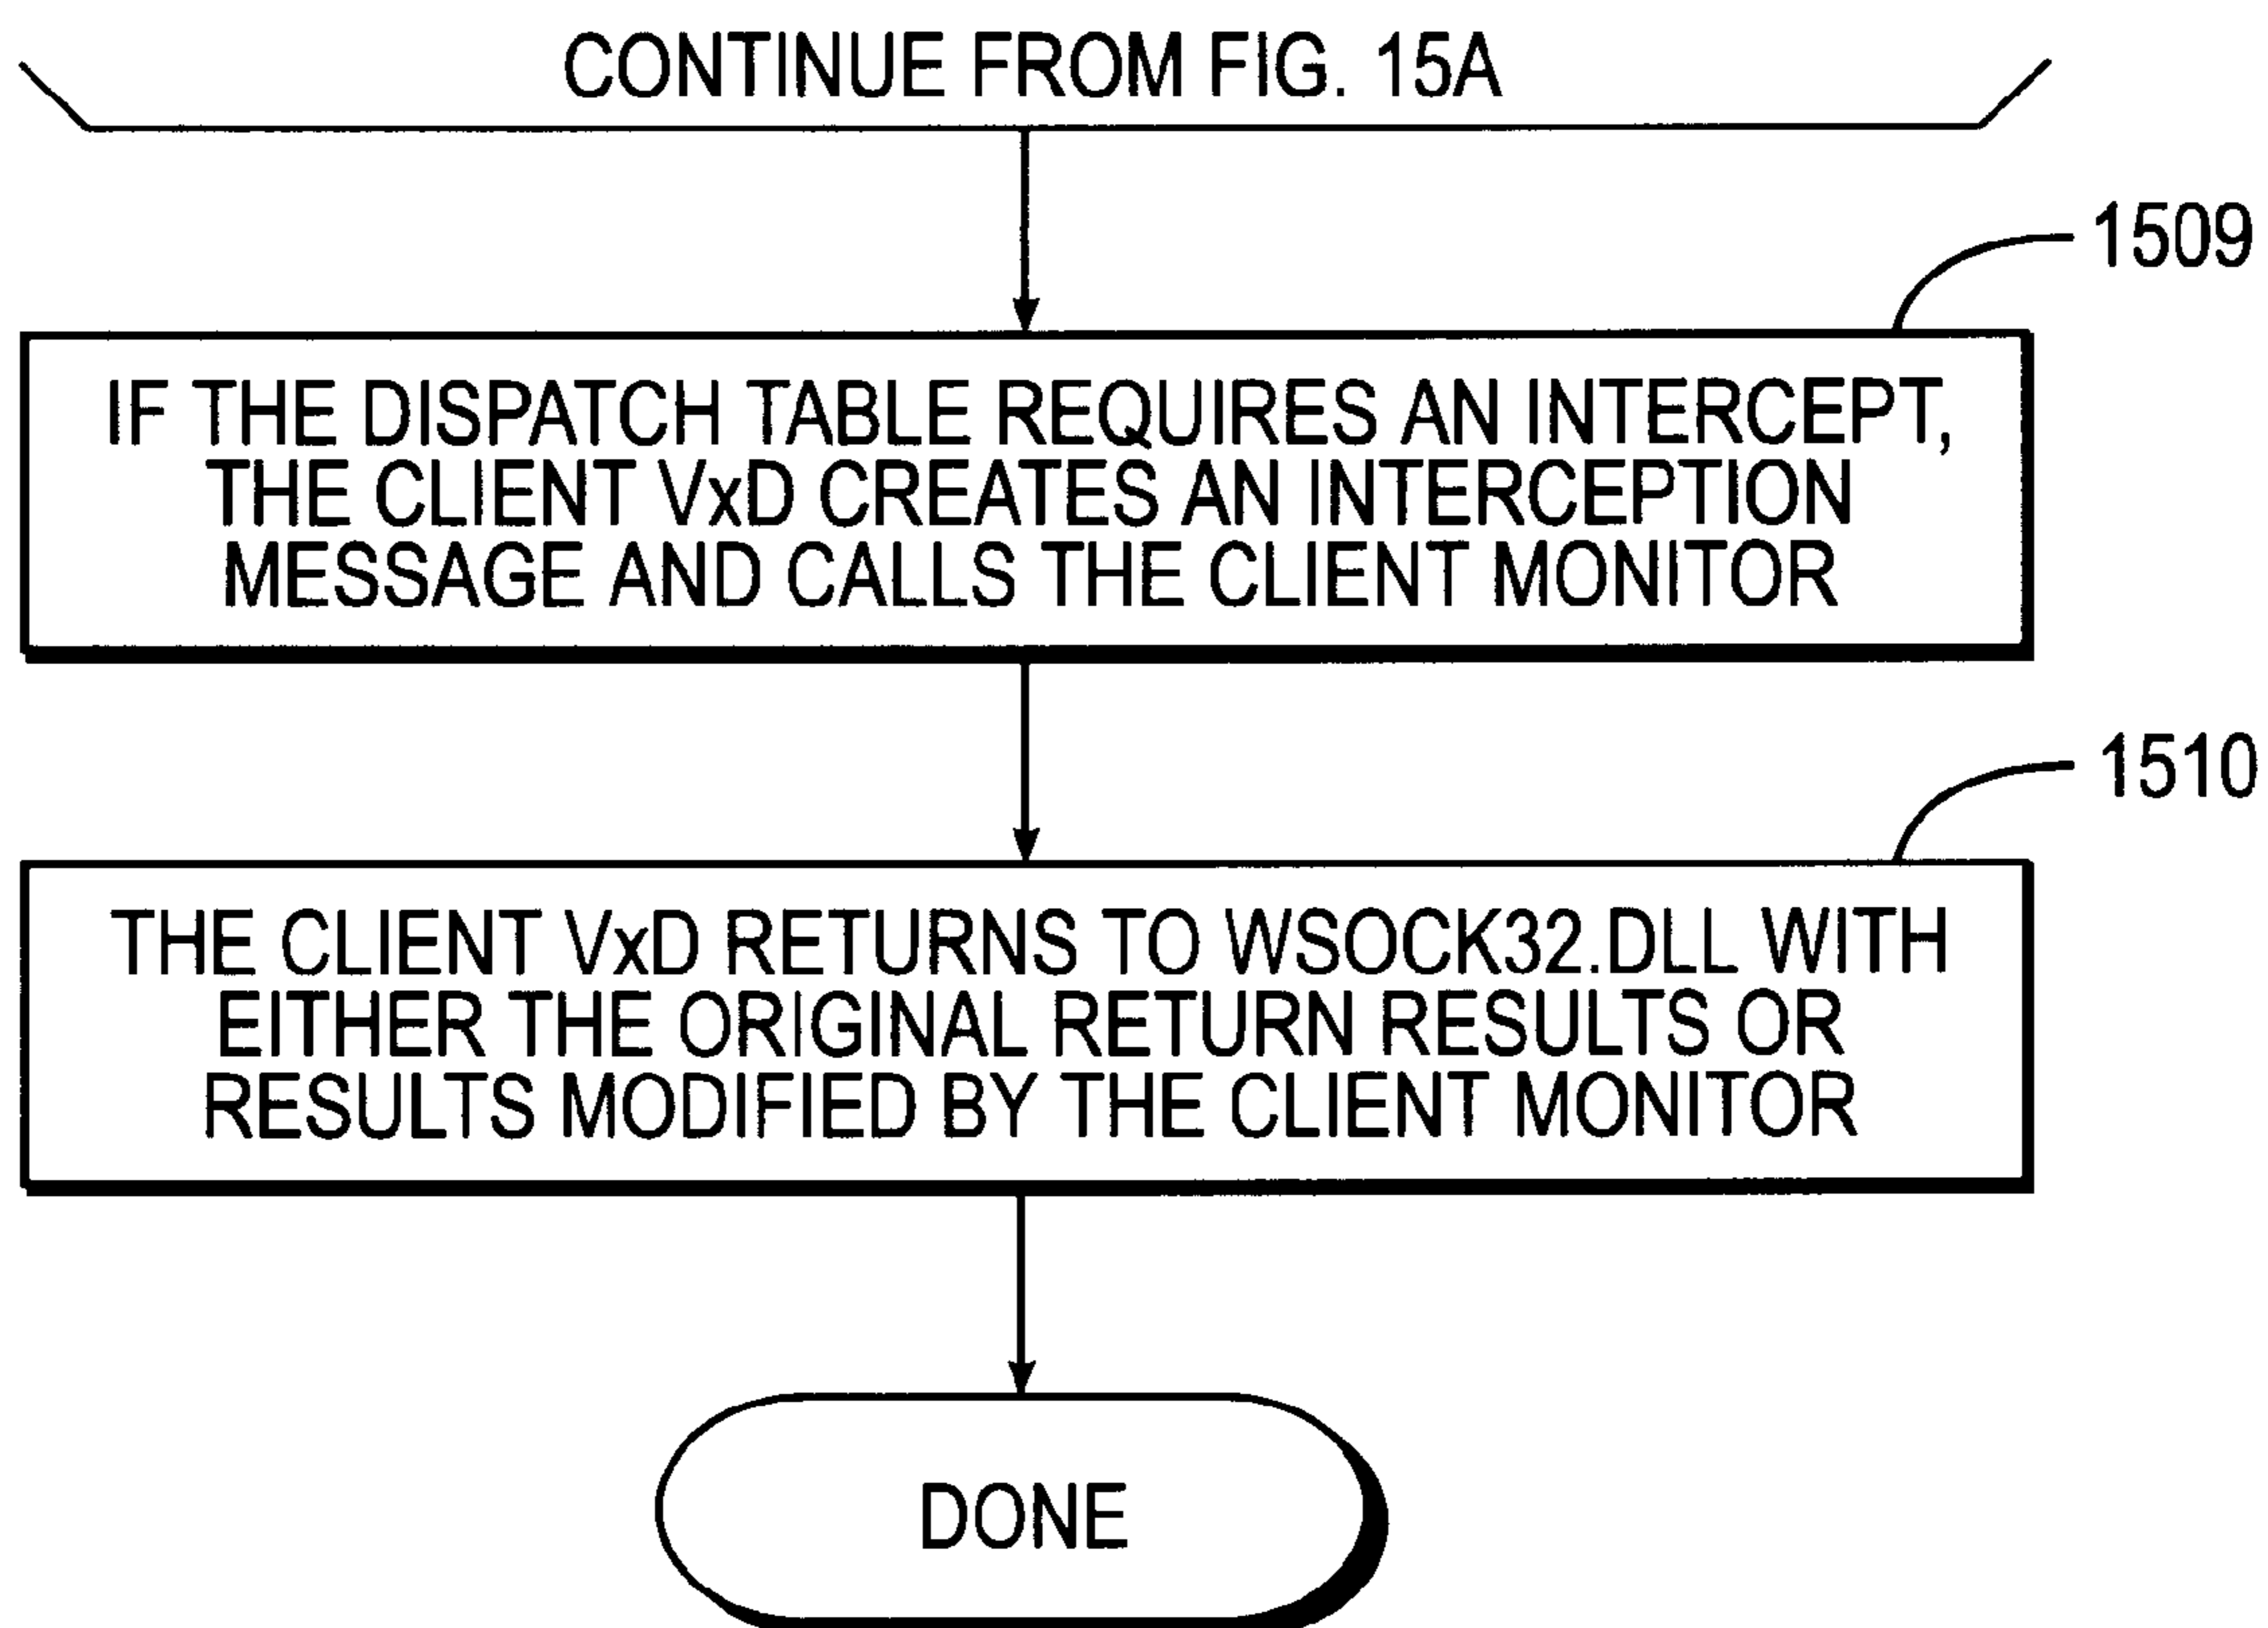 CONTINUE FROM FIG. 15A
1509
IF THE DISPATCH TABLE REQUIRES AN INTERCEPT,
THE CLIENT VxD CREATES AN INTERCEPTION
MESSAGE AND CALLS THE CLIENT MONITOR
1510
THE CLIENT VxD RETURNS TO WSOCK32.DLL WITH
EITHER THE ORIGINAL RETURN RESULTS OR
RESULTS MODIFIED BY THE CLIENT MONITOR
DONE